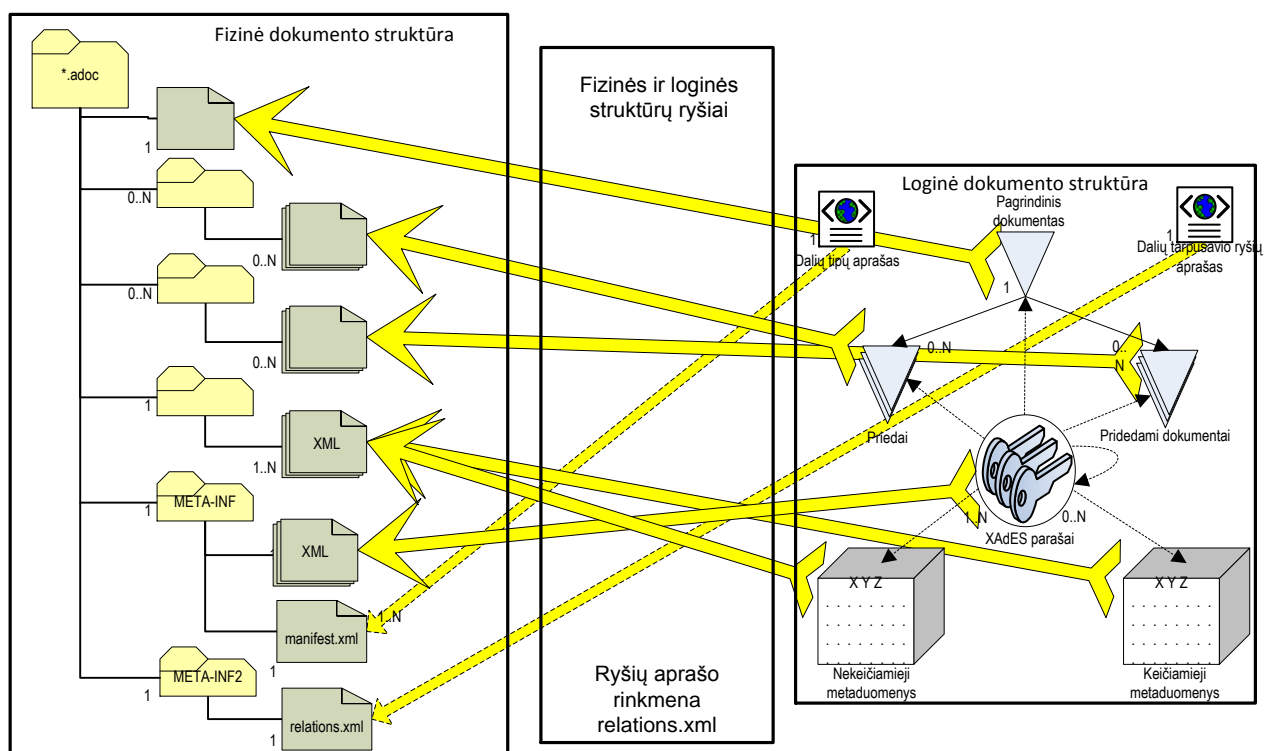 Fizinė dokumento struktūra
*.adoc
1
0..N
0..N
0..N
0..N
1
XML
1..N
META-INF
1
XML
1..N
manifest.xml
1
META-INF2
1
relations.xml
1
Fizinės ir loginės
struktūrų ryšiai
Ryšių aprašo
rinkmena
relations.xml
Loginė dokumento struktūra
Pagrindinis
dokumentas
1
Dalių tipų aprašas
1
Dalių tarpusavio ryšių
aprašas
1
0..N
0..
N
Priedai
Pridedami dokumentai
1..N
0..N
XAdES parašai
X Y Z
X Y Z
Nekeičiamieji
metaduomenys
Keičiamieji
metaduomenys